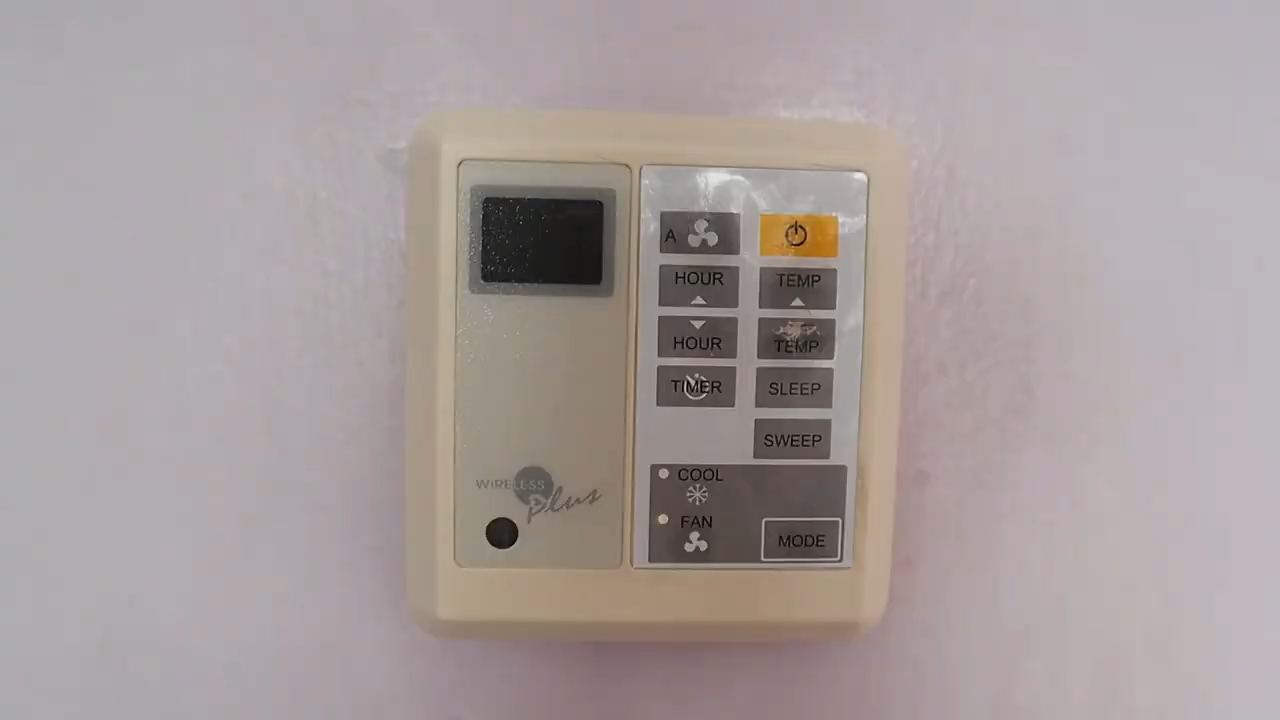 A
HOUR
TEMP
HOUR
TEMP
TIMER
SLEEP
SWEEP
COOL
FAN
MODE
WiRELESS
Plus